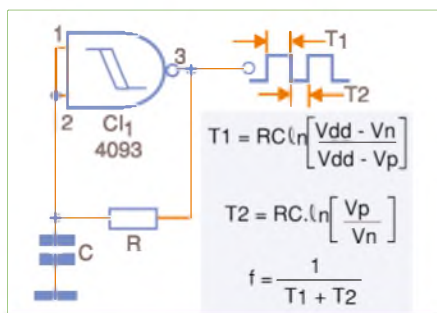 1
3
2
CI1
4093
C
R
T1
T2
T1 = RC ln [Vdd - Vn / Vdd - Vp]
T2 = RC. ln [Vp / Vn]
f = 1 / T1 + T2